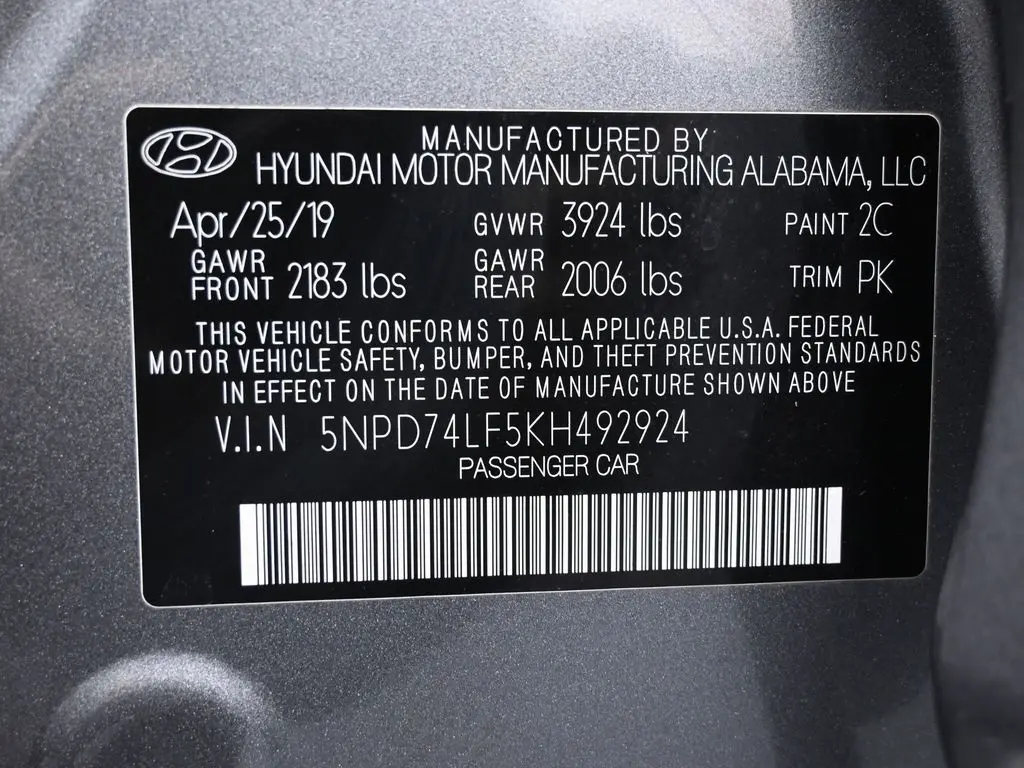 MANUFACTURED BY
HYUNDAI MOTOR MANUFACTURING ALABAMA, LLC
Apr/25/19 GVWR 3924 lbs PAINT 2C
GAWR FRONT 2183 lbs GAWR REAR 2006 lbs TRIM PK
THIS VEHICLE CONFORMS TO ALL APPLICABLE U.S.A. FEDERAL
MOTOR VEHICLE SAFETY, BUMPER, AND THEFT PREVENTION STANDARDS
IN EFFECT ON THE DATE OF MANUFACTURE SHOWN ABOVE
V.I.N 5NPD74LF5KH492924
PASSENGER CAR